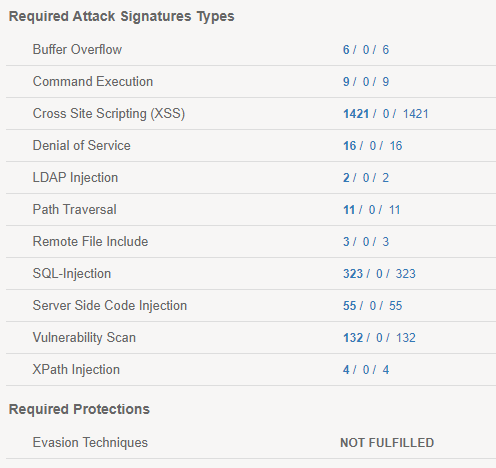 Required Attack Signatures Types
Buffer Overflow 6 / 0 / 6
Command Execution 9 / 0 / 9
Cross Site Scripting (XSS) 1421 / 0 / 1421
Denial of Service 16 / 0 / 16
LDAP Injection 2 / 0 / 2
Path Traversal 11 / 0 / 11
Remote File Include 3 / 0 / 3
SQL-Injection 323 / 0 / 323
Server Side Code Injection 55 / 0 / 55
Vulnerability Scan 132 / 0 / 132
XPath Injection 4 / 0 / 4
Required Protections
Evasion Techniques NOT FULFILLED